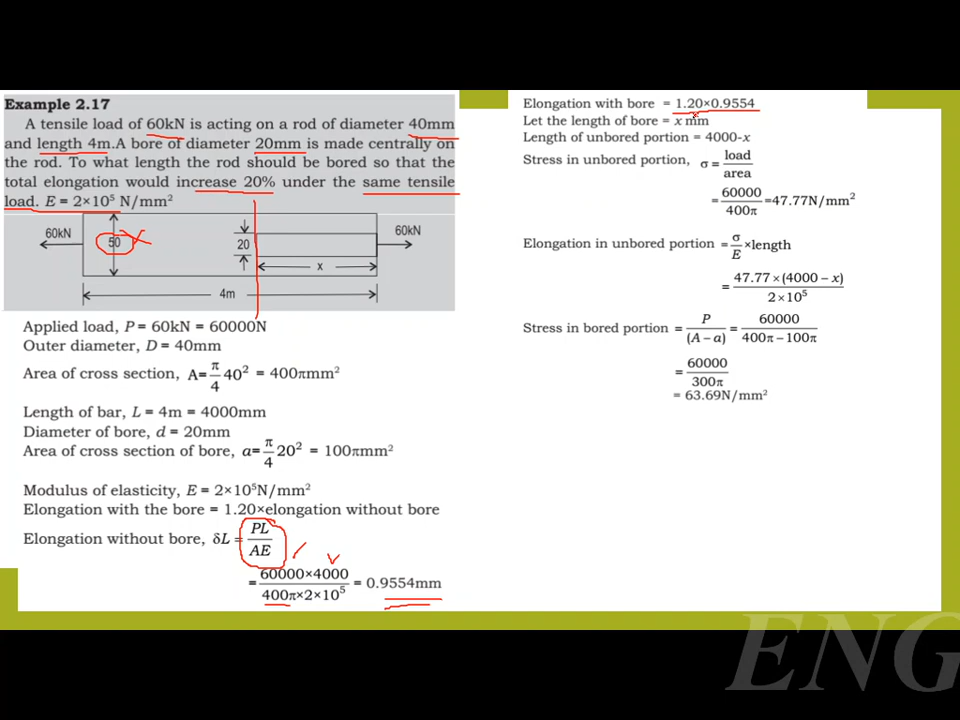 Example 2.17
A tensile load of 60kN is acting on a rod of diameter 40mm
and length 4m.A bore of diameter 20mm is made centrally on
the rod. To what length the rod should be bored so that the
total elongation would increase 20% under the same tensile
load. E = 2×10⁵ N/mm²
60kN
50
20
60kN
x
4m
Applied load, P = 60kN = 60000N
Outer diameter, D = 40mm
Area of cross section, A= π/4 40² = 400πmm²
Length of bar, L = 4m = 4000mm
Diameter of bore, d = 20mm
Area of cross section of bore, a= π/4 20² = 100πmm²
Modulus of elasticity, E = 2×10⁵N/mm²
Elongation with the bore = 1.20×elongation without bore
Elongation without bore, δL = PL/AE
= 60000×4000/400π×2×10⁵ = 0.9554mm
Elongation with bore = 1.20×0.9554
Let the length of bore = x mm
Length of unbored portion = 4000-x
Stress in unbored portion, σ = load/area
= 60000/400π =47.77N/mm²
Elongation in unbored portion = σ/E ×length
= 47.77×(4000 – x)/2×10⁵
Stress in bored portion = P/(A – a) = 60000/400π – 100π
= 60000/300π
= 63.69N/mm²
ENG